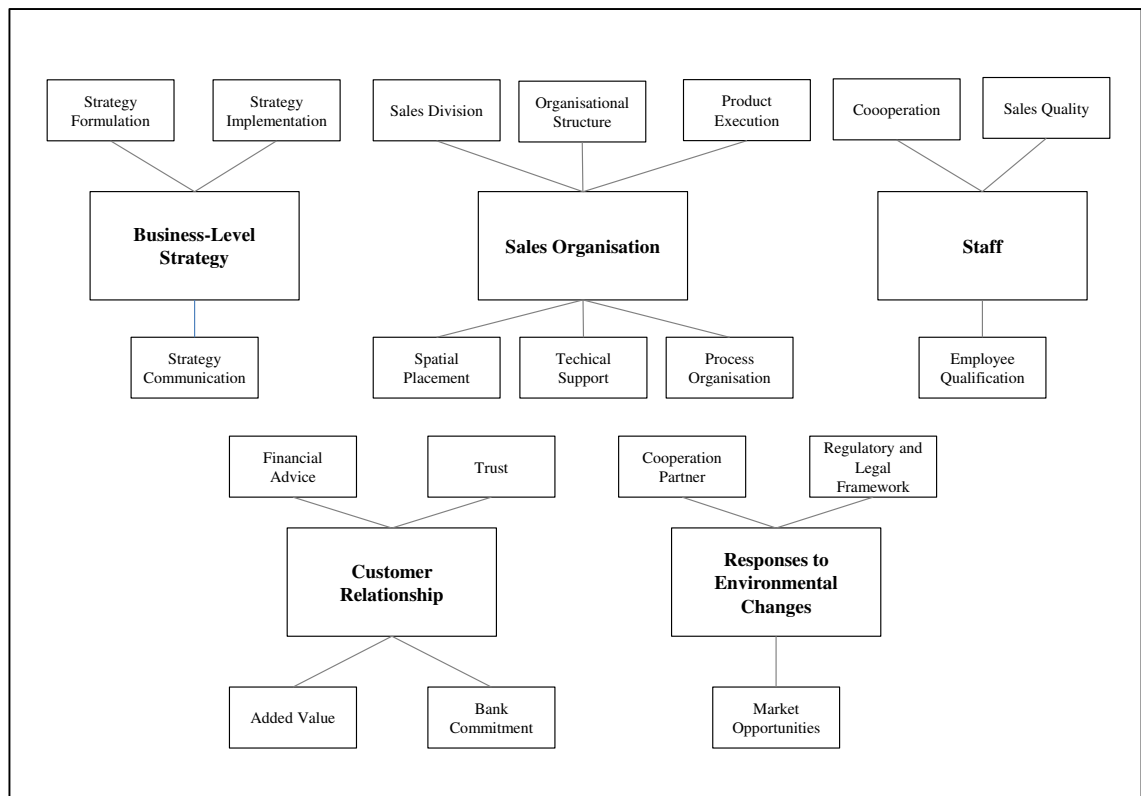 Strategy
Formulation
Strategy
Implementation
Sales Division
Organisational
Structure
Product
Execution
Coooperation
Sales Quality
Business-Level
Strategy
Sales Organisation
Staff
Strategy
Communication
Spatial
Placement
Techical
Support
Process
Organisation
Employee
Qualification
Financial
Advice
Trust
Cooperation
Partner
Regulatory and
Legal
Framework
Customer
Relationship
Responses to
Environmental
Changes
Added Value
Bank
Commitment
Market
Opportunities